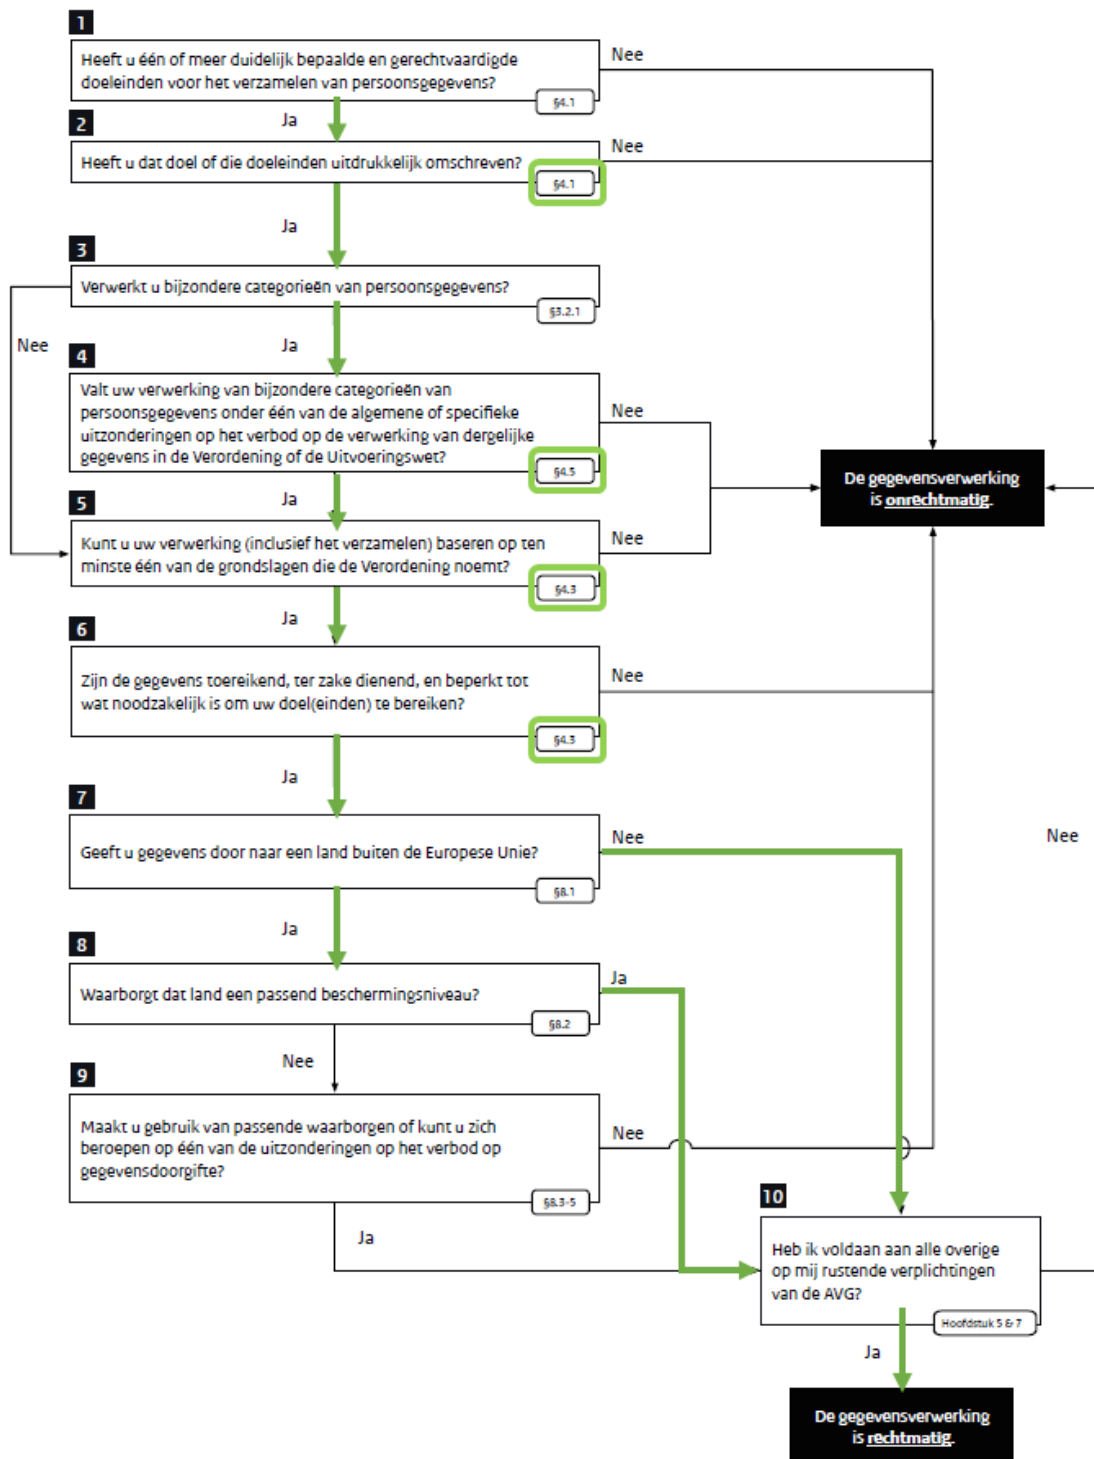 1
Heeft u één of meer duidelijk bepaalde en gerechtvaardigde
doeleinden voor het verzamelen van persoonsgegevens?
§4.1
Nee
Ja
2
Heeft u dat doel of die doeleinden uitdrukkelijk omschreven?
§4.1
Nee
Ja
3
Verwerkt u bijzondere categorieën van persoonsgegevens?
§3.2.1
Nee
Ja
4
Valt uw verwerking van bijzondere categorieën van
persoonsgegevens onder één van de algemene of specifieke
uitzonderingen op het verbod op de verwerking van dergelijke
gegevens in de Verordening of de Uitvoeringswet?
§4.5
Nee
De gegevensverwerking
is onrechtmatig.
Ja
5
Kunt u uw verwerking (inclusief het verzamelen) baseren op ten
minste één van de grondslagen die de Verordening noemt?
§4.3
Nee
Ja
6
Zijn de gegevens toereikend, ter zake dienend, en beperkt tot
wat noodzakelijk is om uw doel(einden) te bereiken?
§4.3
Nee
Ja
7
Geeft u gegevens door naar een land buiten de Europese Unie?
§8.1
Nee
Nee
Ja
8
Waarborgt dat land een passend beschermingsniveau?
§8.2
Ja
Nee
9
Maakt u gebruik van passende waarborgen of kunt u zich
beroepen op één van de uitzonderingen op het verbod op
gegevensdoorgifte?
§8.3-5
Nee
Ja
10
Heb ik voldaan aan alle overige
op mij rustende verplichtingen
van de AVG?
Hoofdstuk 5 & 7
Ja
De gegevensverwerking
is rechtmatig.